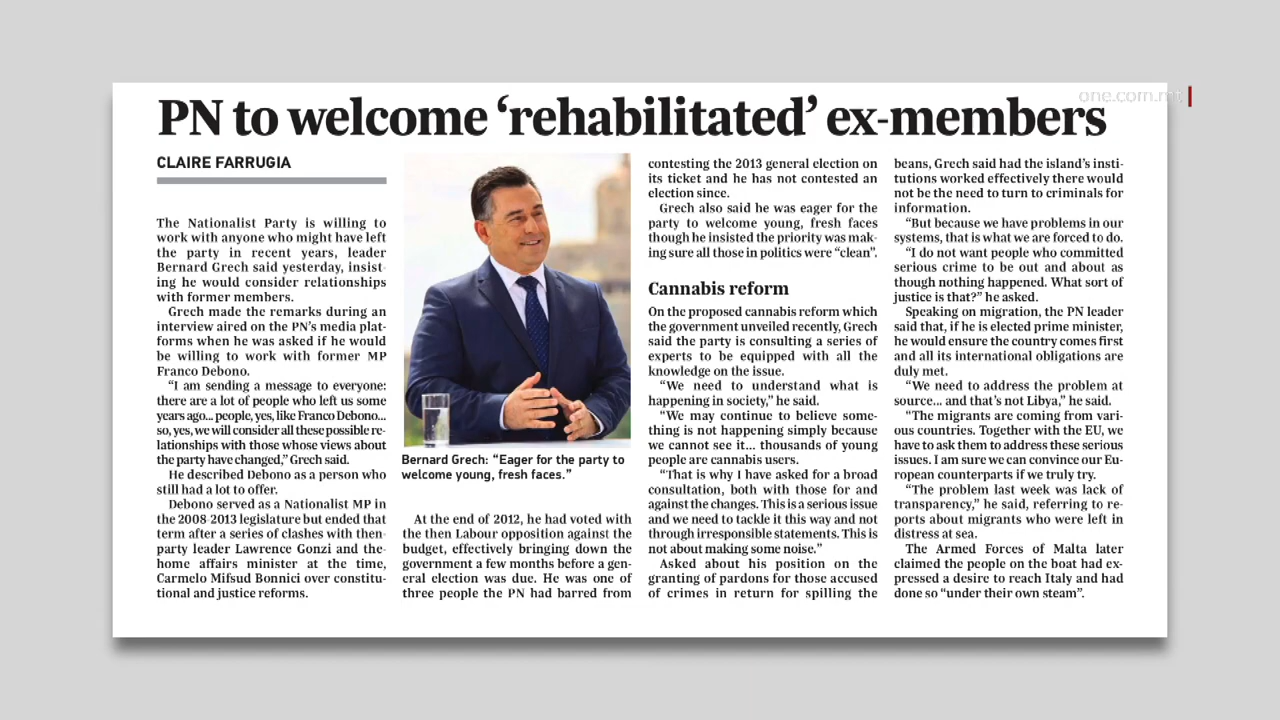 one.com.mt
PN to welcome ‘rehabilitated’ ex-members
CLAIRE FARRUGIA
The Nationalist Party is willing to
work with anyone who might have left
the party in recent years, leader
Bernard Grech said yesterday, insist-
ing he would consider relationships
with former members.
Grech made the remarks during an
interview aired on the PN’s media plat-
forms when he was asked if he would
be willing to work with former MP
Franco Debono.
“I am sending a message to everyone:
there are a lot of people who left us some
years ago... people, yes, like Franco Debono...
so, yes, we will consider all these possible re-
lationships with those whose views about
the party have changed,” Grech said.
He described Debono as a person who
still had a lot to offer.
Debono served as a Nationalist MP in
the 2008-2013 legislature but ended that
term after a series of clashes with then-
party leader Lawrence Gonzi and the-
home affairs minister at the time,
Carmelo Mifsud Bonnici over constitu-
tional and justice reforms.
Bernard Grech: “Eager for the party to
welcome young, fresh faces.”
At the end of 2012, he had voted with
the then Labour opposition against the
budget, effectively bringing down the
government a few months before a gen-
eral election was due. He was one of
three people the PN had barred from
contesting the 2013 general election on
its ticket and he has not contested an
election since.
Grech also said he was eager for the
party to welcome young, fresh faces
though he insisted the priority was mak-
ing sure all those in politics were “clean”.
Cannabis reform
On the proposed cannabis reform which
the government unveiled recently, Grech
said the party is consulting a series of
experts to be equipped with all the
knowledge on the issue.
“We need to understand what is
happening in society,” he said.
“We may continue to believe some-
thing is not happening simply because
we cannot see it... thousands of young
people are cannabis users.
“That is why I have asked for a broad
consultation, both with those for and
against the changes. This is a serious issue
and we need to tackle it this way and not
through irresponsible statements. This is
not about making some noise.”
Asked about his position on the
granting of pardons for those accused
of crimes in return for spilling the
beans, Grech said had the island’s insti-
tutions worked effectively there would
not be the need to turn to criminals for
information.
“But because we have problems in our
systems, that is what we are forced to do.
“I do not want people who committed
serious crime to be out and about as
though nothing happened. What sort of
justice is that?” he asked.
Speaking on migration, the PN leader
said that, if he is elected prime minister,
he would ensure the country comes first
and all its international obligations are
duly met.
“We need to address the problem at
source... and that’s not Libya,” he said.
“The migrants are coming from vari-
ous countries. Together with the EU, we
have to ask them to address these serious
issues. I am sure we can convince our Eu-
ropean counterparts if we truly try.
“The problem last week was lack of
transparency,” he said, referring to re-
ports about migrants who were left in
distress at sea.
The Armed Forces of Malta later
claimed the people on the boat had ex-
pressed a desire to reach Italy and had
done so “under their own steam”.